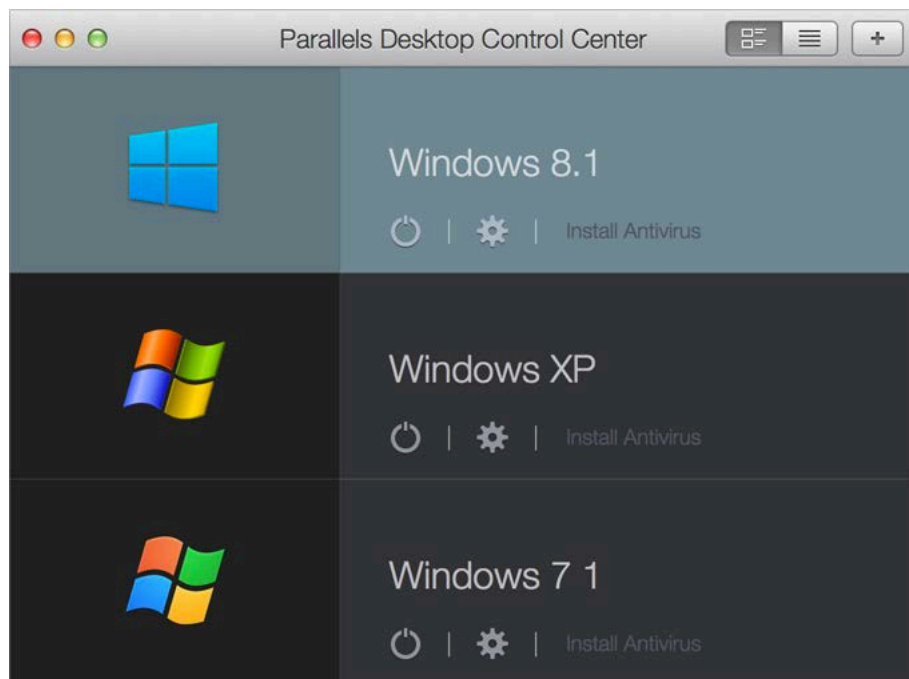 Parallels Desktop Control Center
Windows 8.1
Install Antivirus
Windows XP
Install Antivirus
Windows 7 1
Install Antivirus